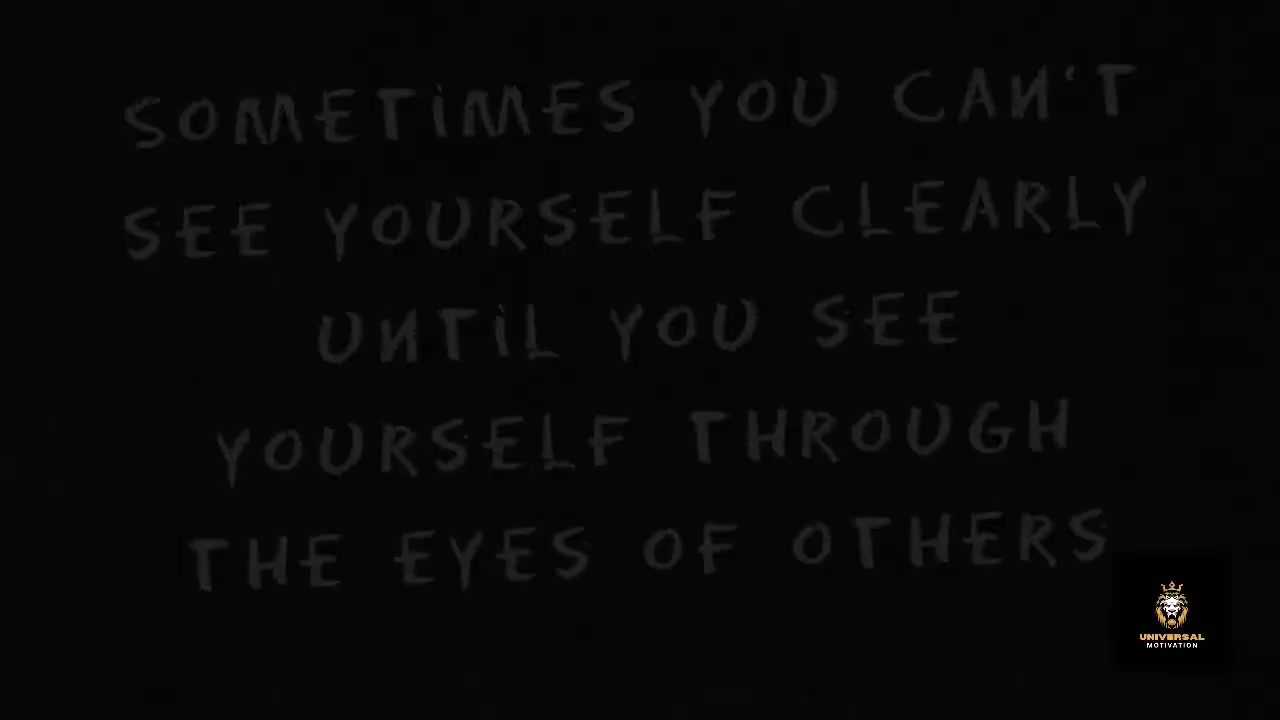 SOMETIMES YOU CAN'T
SEE YOURSELF CLEARLY
UNTIL YOU SEE
YOURSELF THROUGH
THE EYES OF OTHERS
UNIVERSAL
MOTIVATION